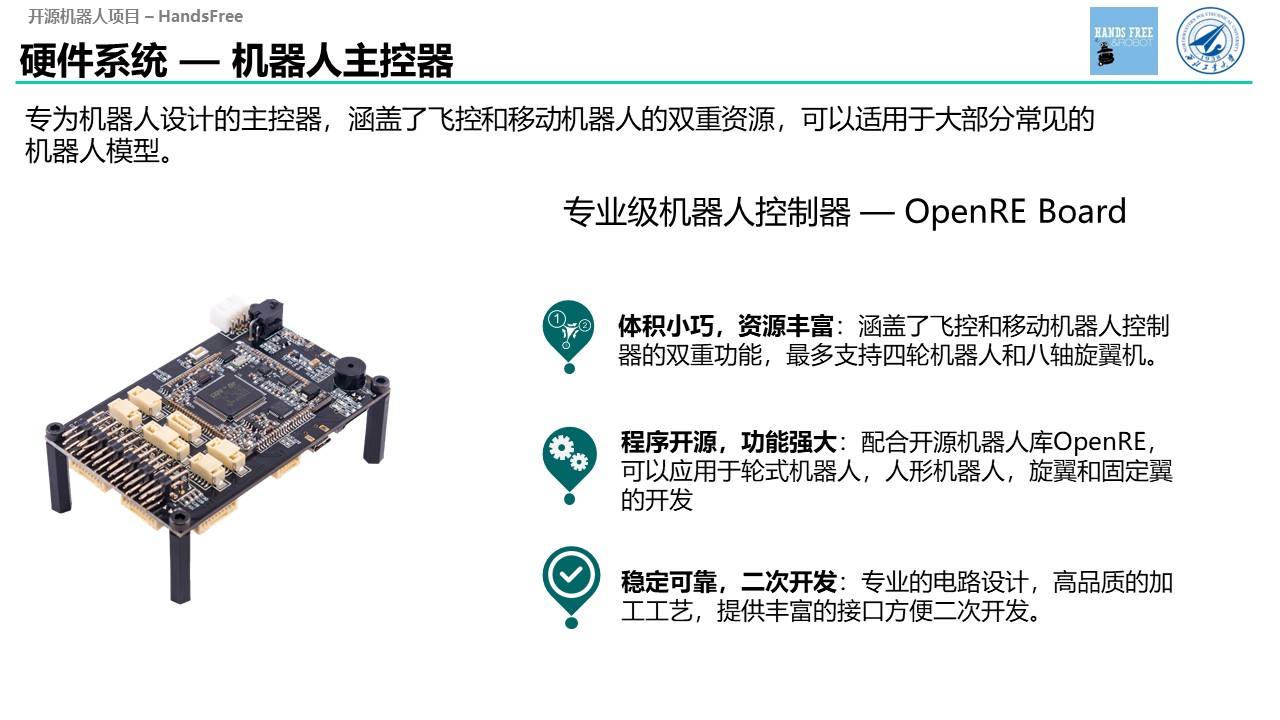 开源机器人项目 – HandsFree
硬件系统 — 机器人主控器
HANDS FREE
&ROBOT
专为机器人设计的主控器，涵盖了飞控和移动机器人的双重资源，可以适用于大部分常见的
机器人模型。
专业级机器人控制器 — OpenRE Board
1
2
体积小巧，资源丰富：涵盖了飞控和移动机器人控制
器的双重功能，最多支持四轮机器人和八轴旋翼机。
程序开源，功能强大：配合开源机器人库OpenRE，
可以应用于轮式机器人，人形机器人，旋翼和固定翼
的开发
稳定可靠，二次开发：专业的电路设计，高品质的加
工工艺，提供丰富的接口方便二次开发。